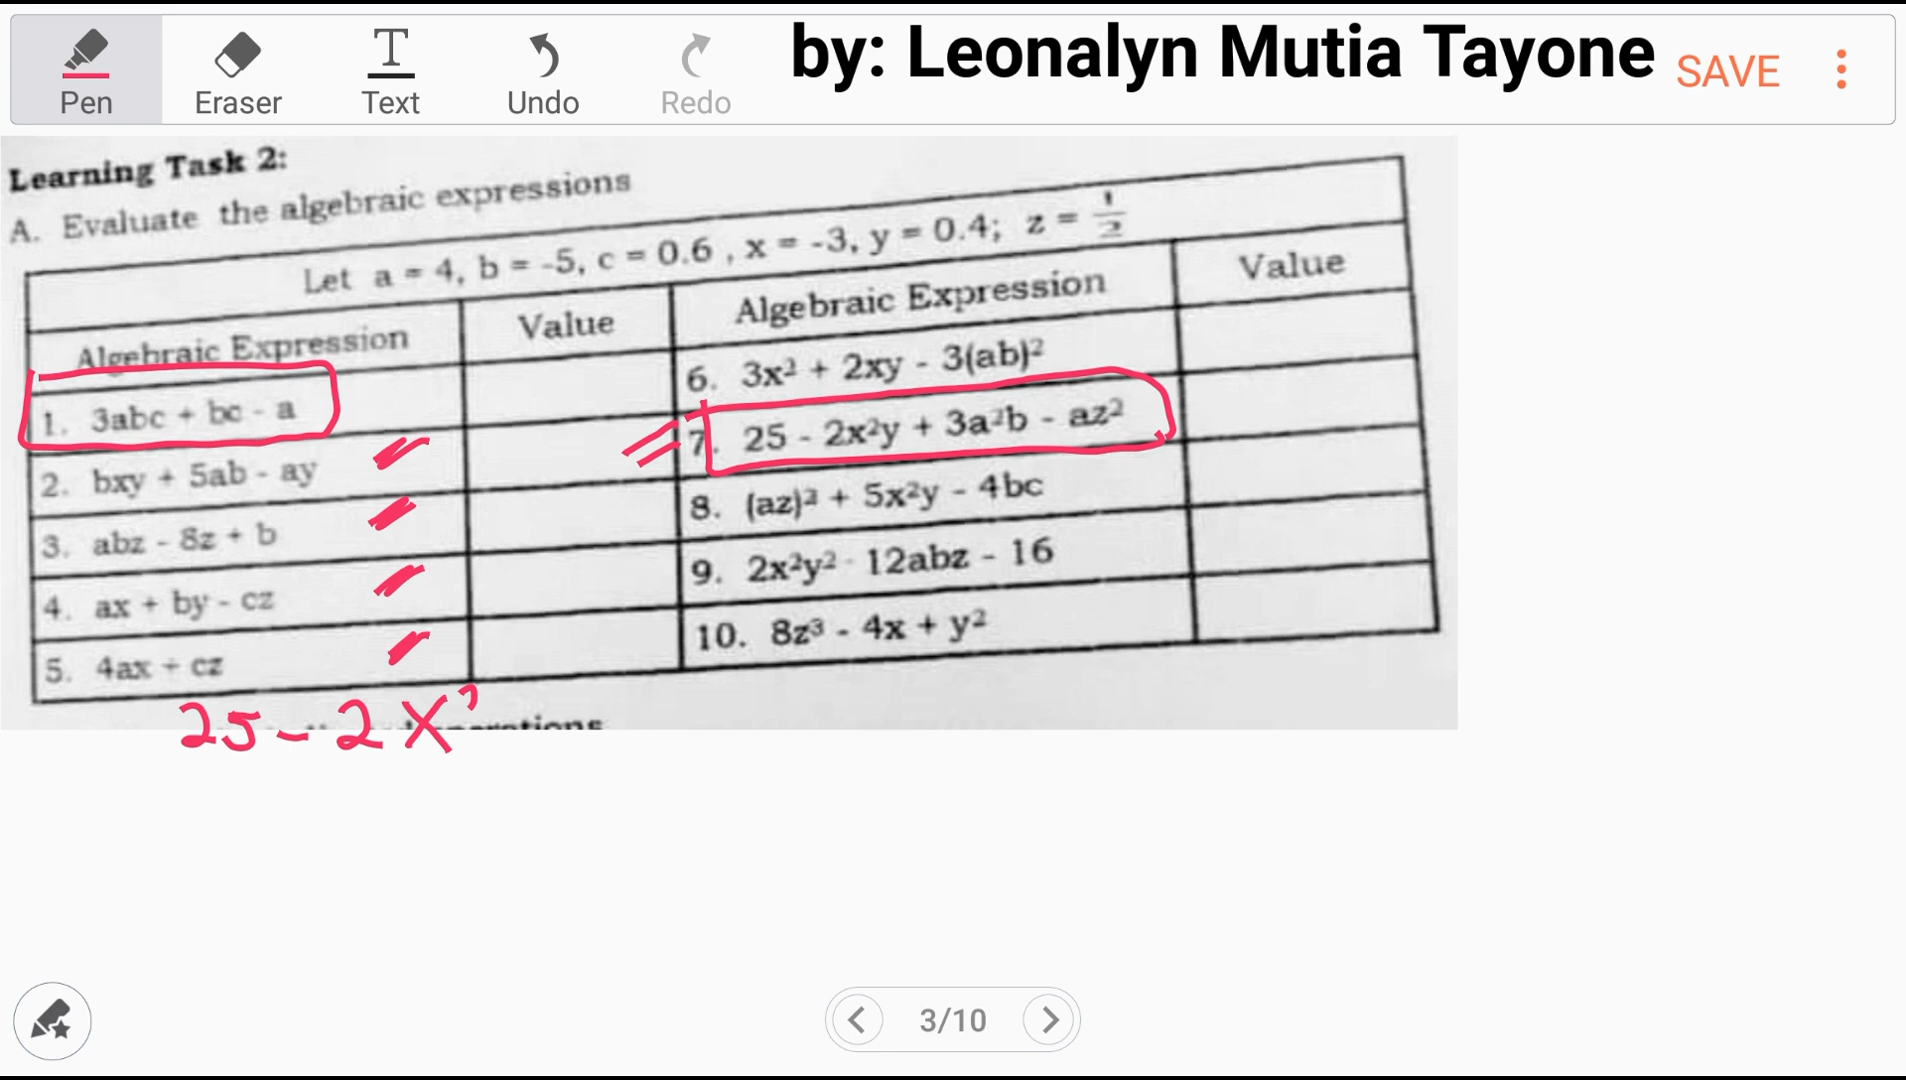 Pen
Eraser
Text
Undo
Redo
by: Leonalyn Mutia Tayone
SAVE
Learning Task 2:
A. Evaluate the algebraic expressions
Let a = 4, b = -5, c = 0.6 , x = -3, y = 0.4; z = 1/2
Algebraic Expression Value Algebraic Expression Value
1. 3abc + bc - a
6. 3x² + 2xy - 3(ab)²
2. bxy + 5ab - ay
7. 25 - 2x²y + 3a²b - az²
3. abz - 8z + b
8. (az)² + 5x²y - 4bc
4. ax + by - cz
9. 2x²y² - 12abz - 16
5. 4ax + cz
10. 8z³ - 4x + y²
25 - 2x
3/10